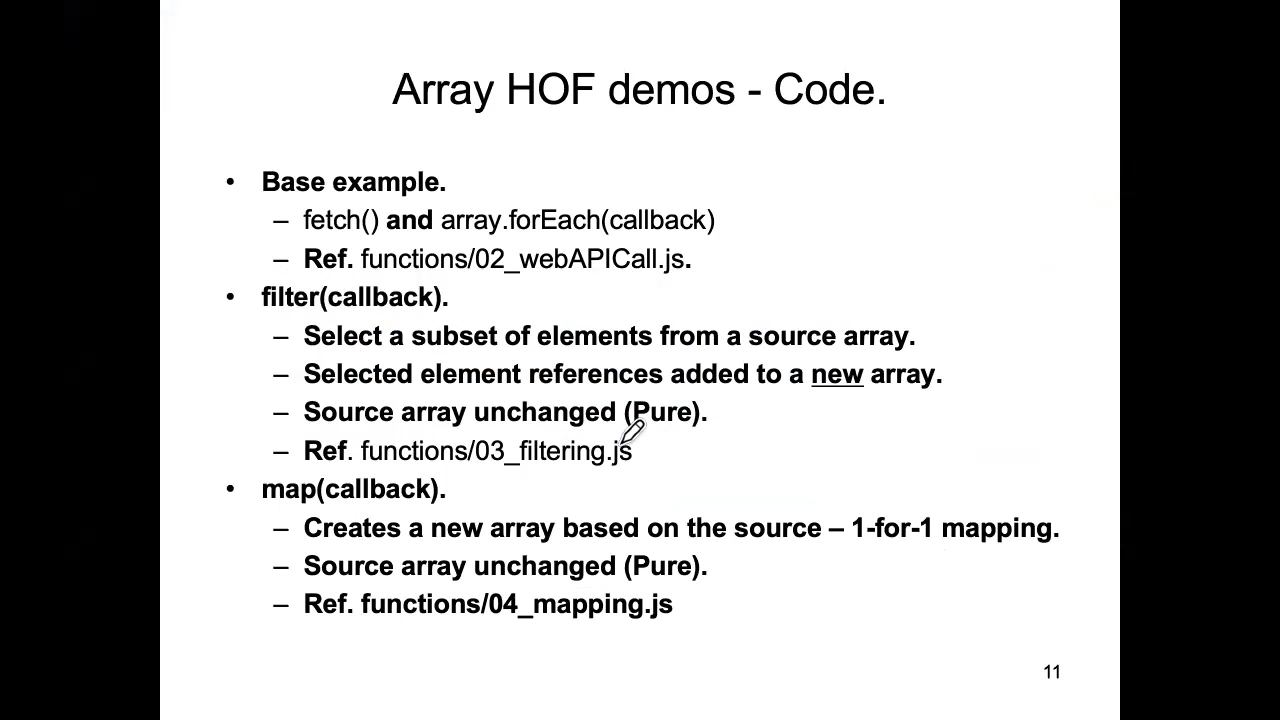 Array HOF demos - Code.
• Base example.
– fetch() and array.forEach(callback)
– Ref. functions/02_webAPICall.js.
• filter(callback).
– Select a subset of elements from a source array.
– Selected element references added to a new array.
– Source array unchanged (Pure).
– Ref. functions/03_filtering.js
• map(callback).
– Creates a new array based on the source – 1-for-1 mapping.
– Source array unchanged (Pure).
– Ref. functions/04_mapping.js
11